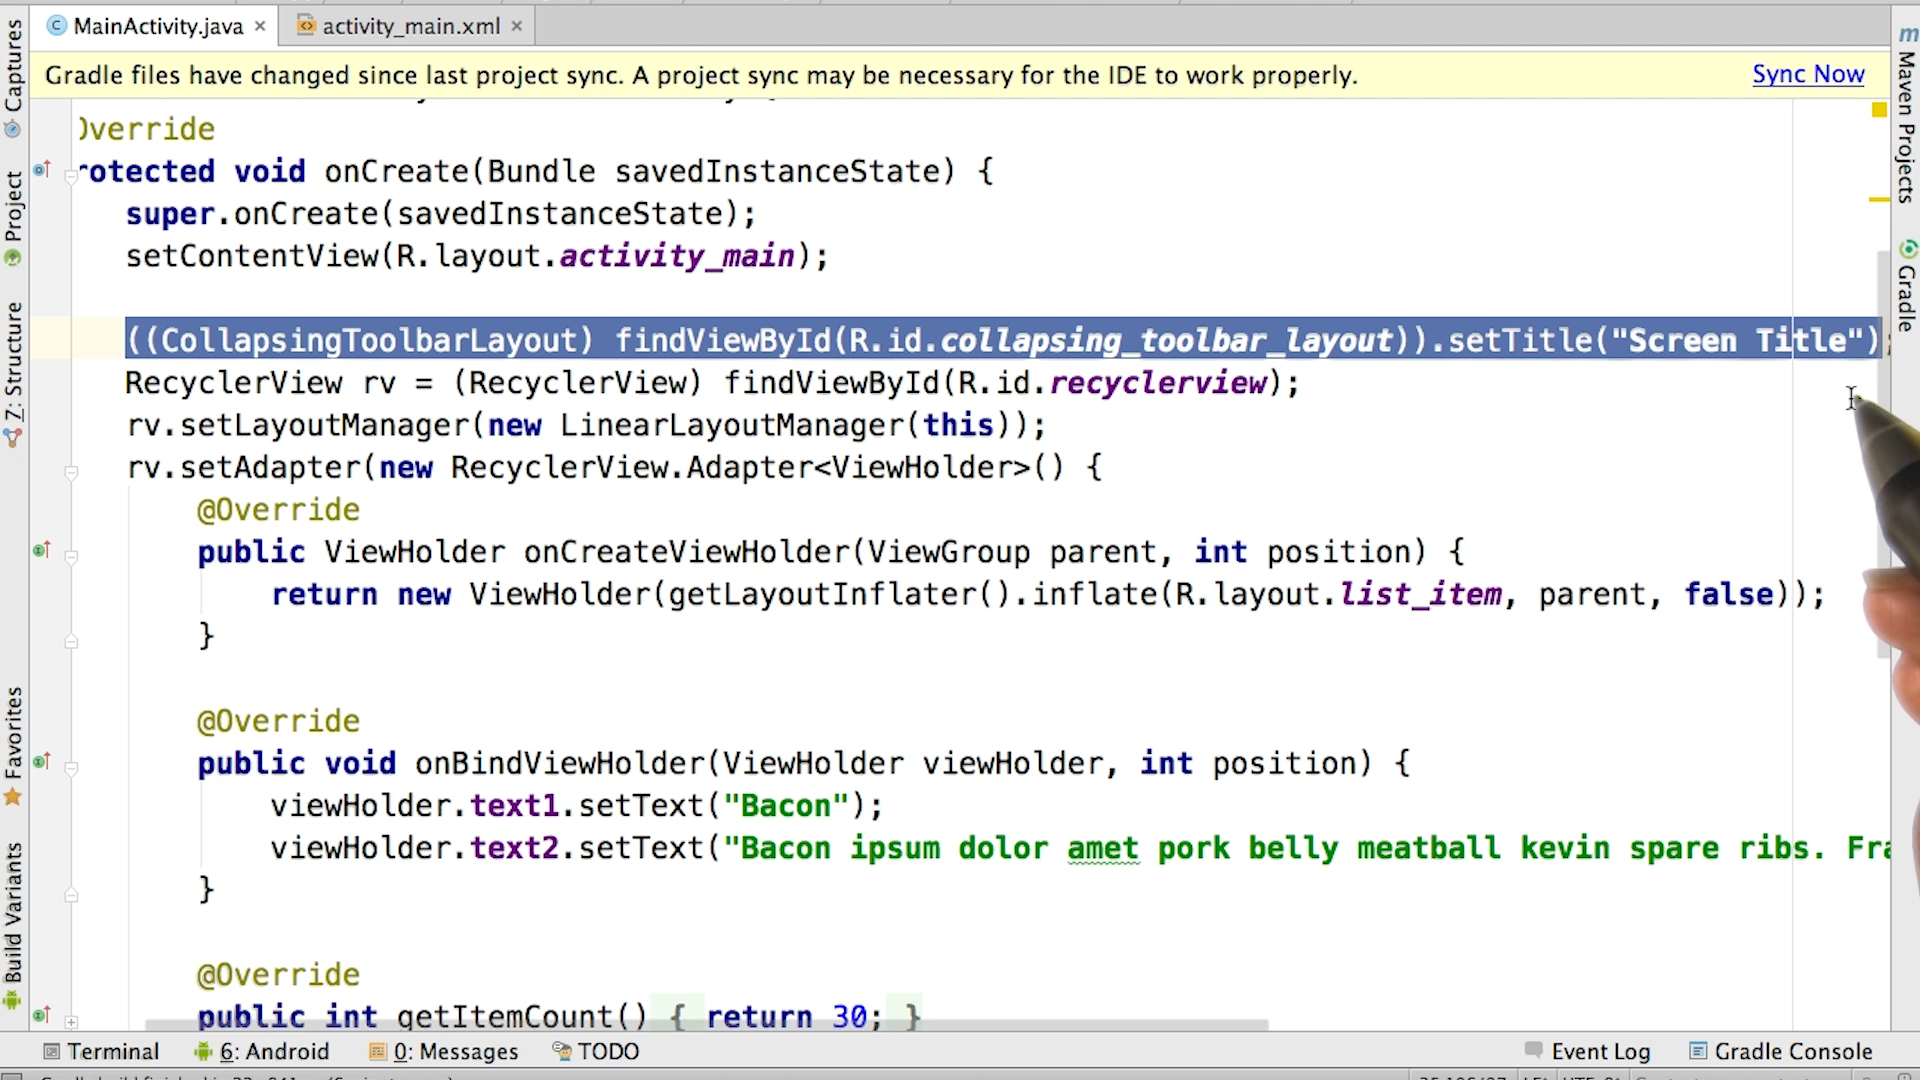 MainActivity.java × activity_main.xml ×
Gradle files have changed since last project sync. A project sync may be necessary for the IDE to work properly. Sync Now
Override
rotected void onCreate(Bundle savedInstanceState) {
super.onCreate(savedInstanceState);
setContentView(R.layout.activity_main);
((CollapsingToolbarLayout) findViewById(R.id.collapsing_toolbar_layout)).setTitle("Screen Title");
RecyclerView rv = (RecyclerView) findViewById(R.id.recyclerview);
rv.setLayoutManager(new LinearLayoutManager(this));
rv.setAdapter(new RecyclerView.Adapter<ViewHolder>() {
@Override
public ViewHolder onCreateViewHolder(ViewGroup parent, int position) {
return new ViewHolder(getLayoutInflater().inflate(R.layout.list_item, parent, false));
}
@Override
public void onBindViewHolder(ViewHolder viewHolder, int position) {
viewHolder.text1.setText("Bacon");
viewHolder.text2.setText("Bacon ipsum dolor amet pork belly meatball kevin spare ribs. Fra
}
@Override
public int getItemCount() { return 30; }
Captures
Project
Z: Structure
Favorites
Build Variants
m Maven Projects
Gradle
Terminal 6: Android 0: Messages TODO Event Log Gradle Console